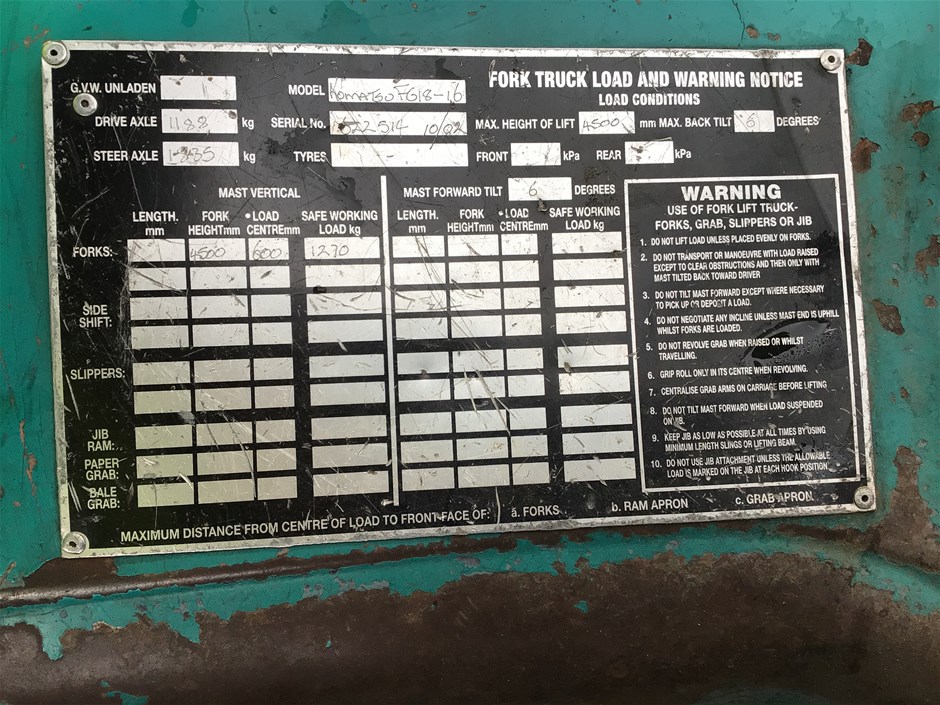 FORK TRUCK LOAD AND WARNING NOTICE
LOAD CONDITIONS
G.V.W. UNLADEN
MODEL KOMATSU FG18-16
DRIVE AXLE 1188 kg
SERIAL No. 10/02
MAX. HEIGHT OF LIFT 4500 mm MAX. BACK TILT 6 DEGREES
STEER AXLE kg
TYRES - FRONT kPa REAR kPa
MAST VERTICAL
LENGTH. mm FORK HEIGHTmm •LOAD CENTREmm SAFE WORKING LOAD kg
FORKS: 4500 600 1270
SIDE SHIFT:
SLIPPERS:
JIB RAM:
PAPER GRAB:
BALE GRAB:
MAST FORWARD TILT 6 DEGREES
LENGTH. mm FORK HEIGHTmm •LOAD CENTREmm SAFE WORKING LOAD kg
WARNING
USE OF FORK LIFT TRUCK-
FORKS, GRAB, SLIPPERS OR JIB
1. DO NOT LIFT LOAD UNLESS PLACED EVENLY ON FORKS.
2. DO NOT TRANSPORT OR MANOEUVRE WITH LOAD RAISED
EXCEPT TO CLEAR OBSTRUCTIONS AND THEN ONLY WITH
MAST TILTED BACK TOWARD DRIVER
3. DO NOT TILT MAST FORWARD EXCEPT WHERE NECESSARY
TO PICK UP OR DEPOSIT A LOAD.
4. DO NOT NEGOTIATE ANY INCLINE UNLESS MAST END IS UPHILL
WHILST FORKS ARE LOADED.
5. DO NOT REVOLVE GRAB WHEN RAISED OR WHILST
TRAVELLING.
6. GRIP ROLL ONLY IN ITS CENTRE WHEN REVOLVING.
7. CENTRALISE GRAB ARMS ON CARRIAGE BEFORE LIFTING
8. DO NOT TILT MAST FORWARD WHEN LOAD SUSPENDED
ON JIB.
9. KEEP JIB AS LOW AS POSSIBLE AT ALL TIMES BY USING
MINIMUM LENGTH SLINGS OR LIFTING BEAM.
10. DO NOT USE JIB ATTACHMENT UNLESS THE ALLOWABLE
LOAD IS MARKED ON THE JIB AT EACH HOOK POSITION
MAXIMUM DISTANCE FROM CENTRE OF LOAD TO FRONT FACE OF: a. FORKS b. RAM APRON c. GRAB APRON